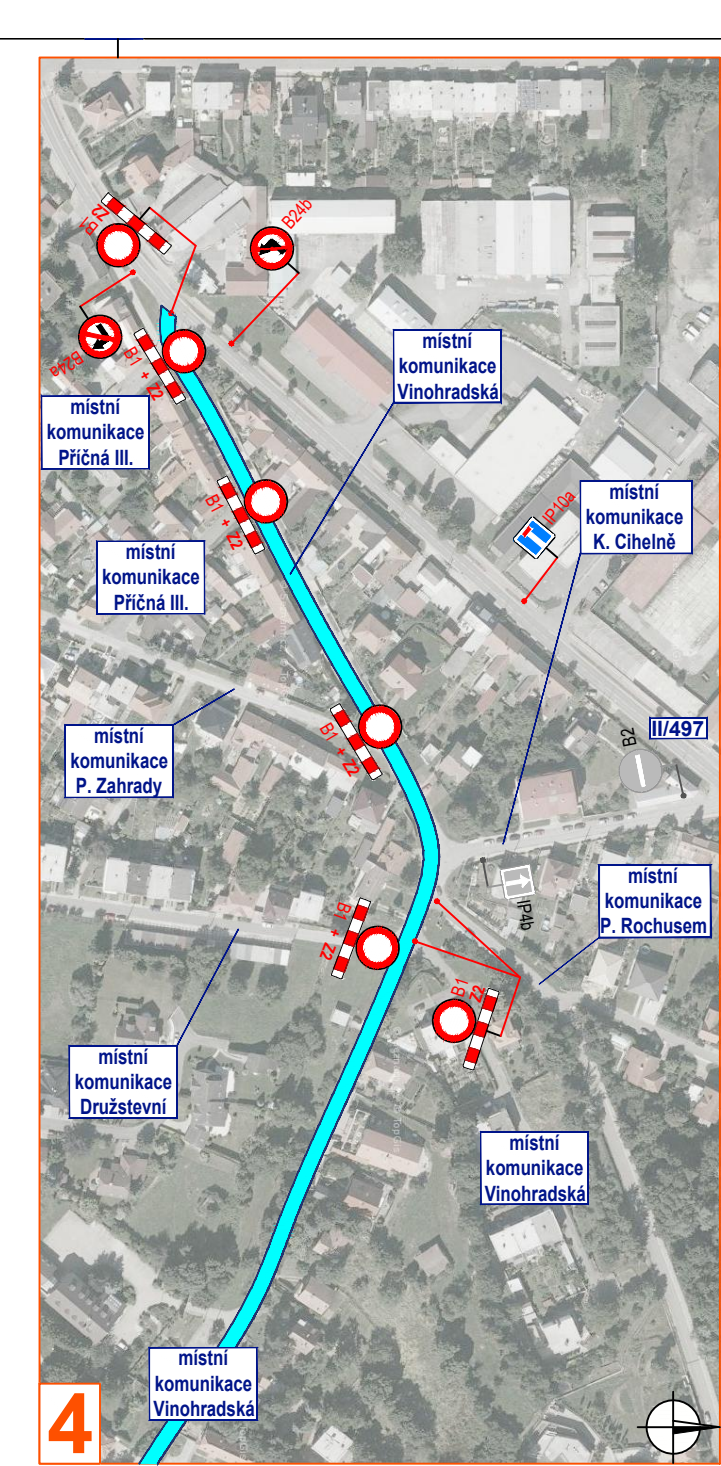 B1
Z2
B24b
B24a
B1 + Z2
místní
komunikace
Vinohradská
místní
komunikace
Příčná III.
B1 + Z2
místní
komunikace
K. Cihelně
IP10a
místní
komunikace
Příčná III.
B1 + Z2
místní
komunikace
P. Zahrady
B2
II/497
místní
komunikace
P. Rochusem
IP4b
B1 + Z2
B1
Z2
místní
komunikace
Družstevní
místní
komunikace
Vinohradská
místní
komunikace
Vinohradská
4